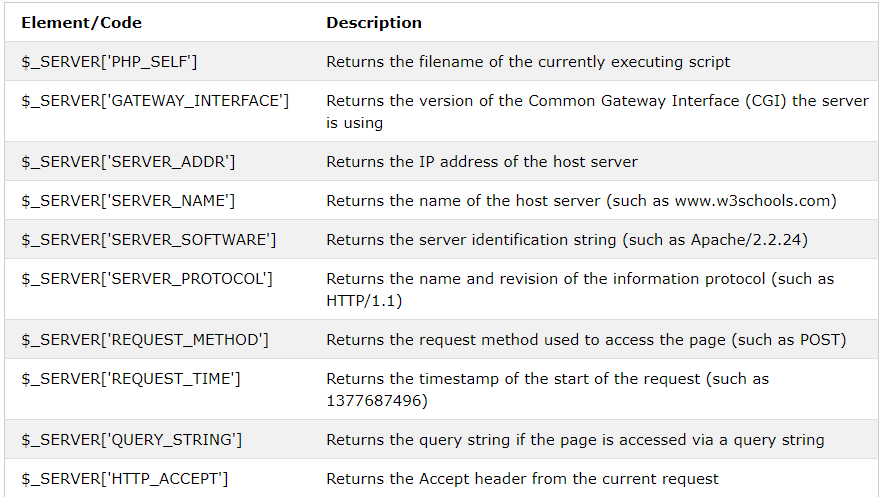 Element/Code Description
$_SERVER['PHP_SELF'] Returns the filename of the currently executing script
$_SERVER['GATEWAY_INTERFACE'] Returns the version of the Common Gateway Interface (CGI) the server
is using
$_SERVER['SERVER_ADDR'] Returns the IP address of the host server
$_SERVER['SERVER_NAME'] Returns the name of the host server (such as www.w3schools.com)
$_SERVER['SERVER_SOFTWARE'] Returns the server identification string (such as Apache/2.2.24)
$_SERVER['SERVER_PROTOCOL'] Returns the name and revision of the information protocol (such as
HTTP/1.1)
$_SERVER['REQUEST_METHOD'] Returns the request method used to access the page (such as POST)
$_SERVER['REQUEST_TIME'] Returns the timestamp of the start of the request (such as
1377687496)
$_SERVER['QUERY_STRING'] Returns the query string if the page is accessed via a query string
$_SERVER['HTTP_ACCEPT'] Returns the Accept header from the current request